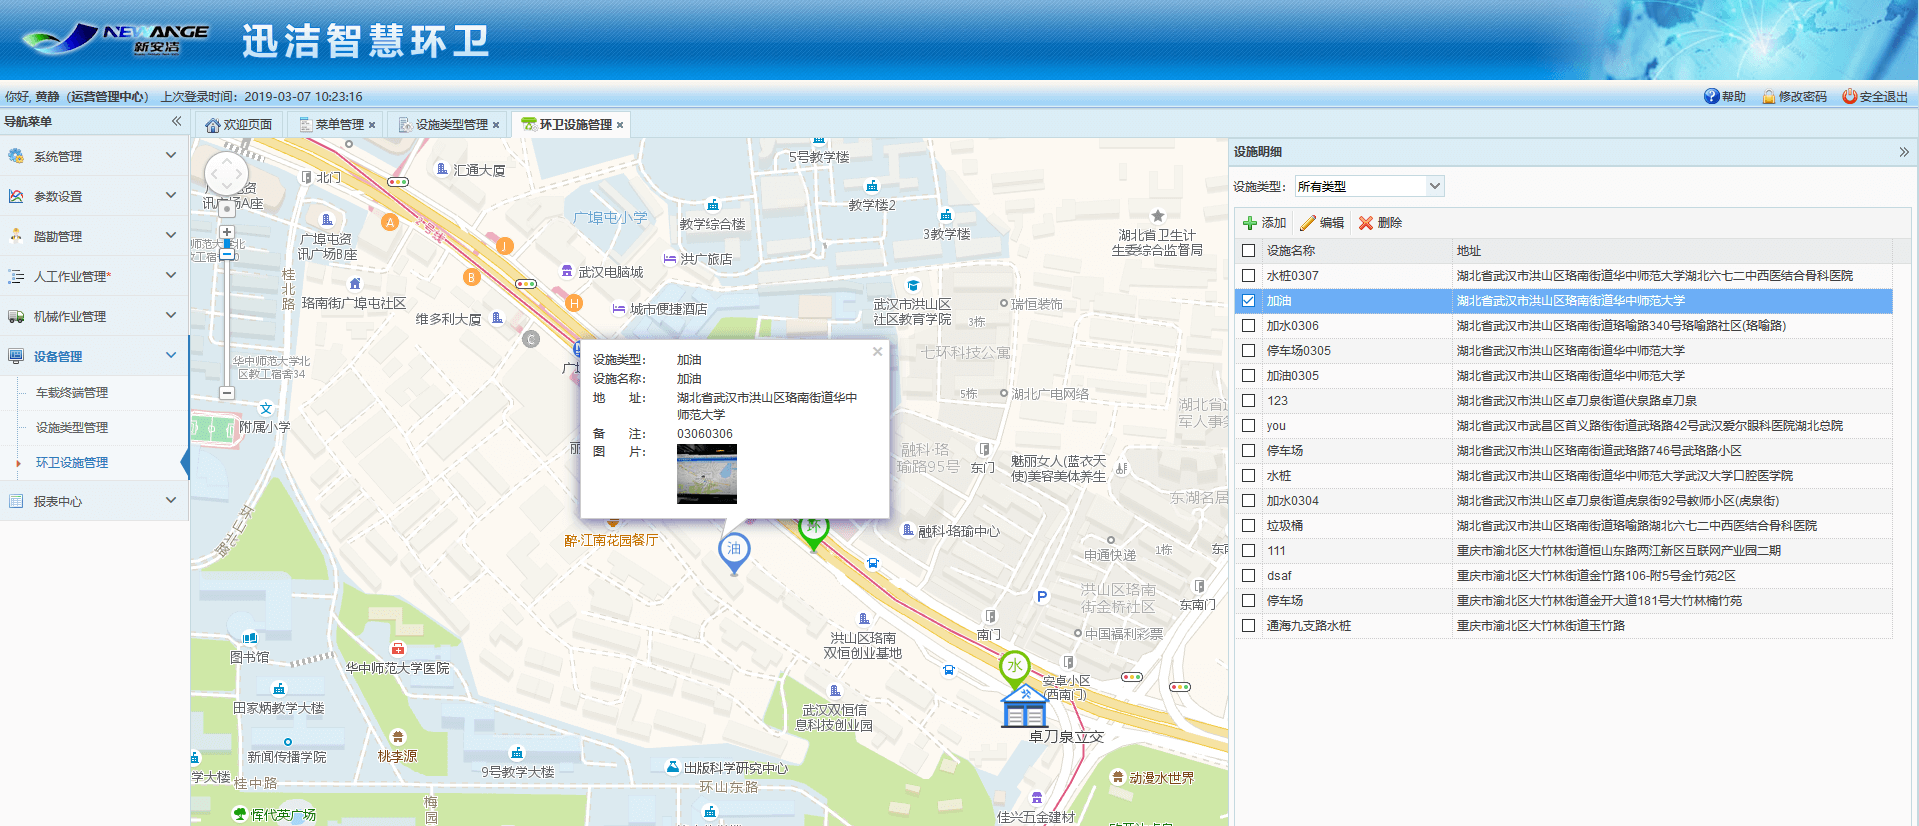 NEWANGE
新安洁
迅洁智慧环卫
你好, 黄静（运营管理中心） 上次登录时间：2019-03-07 10:23:16
帮助 修改密码 安全退出
导航菜单
系统管理
参数设置
踏勘管理
人工作业管理*
机械作业管理
设备管理
车载终端管理
设施类型管理
环卫设施管理
报表中心
欢迎页面 菜单管理 设施类型管理 环卫设施管理
北门
汇通大厦
5号教学楼
教学楼2
广埠屯小学
教学综合楼
3教学楼
湖北省卫生计
生委综合监督局
广埠屯资
讯广场A座
广埠屯资
讯广场B座
2号线
武汉电脑城
洪广旅店
桂北路
珞南街广埠屯社区
维多利大厦
城市便捷酒店
武汉市洪山区
社区教育学院
瑞恒装饰
3栋
七环科技公寓
5栋
湖北广电网络
华中师范大学北
区教工宿舍34
附属小学
融科·珞
瑜路95号
东门
魅丽女人(蓝衣天
使)美容美体养生
东湖名居
融科·珞瑜中心
申通快递
1栋
洪山区珞南
街金桥社区
东南门
中国福利彩票
南门
醉·江南花园餐厅
环山北路
洪山区珞南
双恒创业基地
安卓小区
(西南门)
卓刀泉立交
武汉双恒信
息科技创业园
图书馆
华中师范大学医院
田家炳教学大楼
新闻传播学院
桃李源
9号教学大楼
出版科学研究中心
环山东路
动漫水世界
学大楼
桂中路
梅园
恽代英广场
佳兴五金建材
A
J
B
H
C
P
文
油
环
水
设施类型： 加油
设施名称： 加油
地 址： 湖北省武汉市洪山区珞南街道华中
师范大学
备 注： 03060306
图 片：
设施明细
设施类型： 所有类型
添加 编辑 删除
设施名称 地址
水桩0307 湖北省武汉市洪山区珞南街道华中师范大学湖北六七二中西医结合骨科医院
加油 湖北省武汉市洪山区珞南街道华中师范大学
加水0306 湖北省武汉市洪山区珞南街道珞喻路340号珞喻路社区(珞喻路)
停车场0305 湖北省武汉市洪山区珞南街道华中师范大学
加油0305 湖北省武汉市洪山区珞南街道华中师范大学
123 湖北省武汉市洪山区卓刀泉街道伏泉路卓刀泉
you 湖北省武汉市武昌区首义路街街道武珞路42号武汉爱尔眼科医院湖北总院
停车场 湖北省武汉市洪山区珞南街道武珞路746号武珞路小区
水桩 湖北省武汉市洪山区珞南街道华中师范大学武汉大学口腔医学院
加水0304 湖北省武汉市洪山区卓刀泉街道虎泉街92号教师小区(虎泉街)
垃圾桶 湖北省武汉市洪山区珞南街道珞喻路湖北六七二中西医结合骨科医院
111 重庆市渝北区大竹林街道恒山东路两江新区互联网产业园二期
dsaf 重庆市渝北区大竹林街道金竹路106-附5号金竹苑2区
停车场 重庆市渝北区大竹林街道金开大道181号大竹林楠竹苑
通海九支路水桩 重庆市渝北区大竹林街道玉竹路